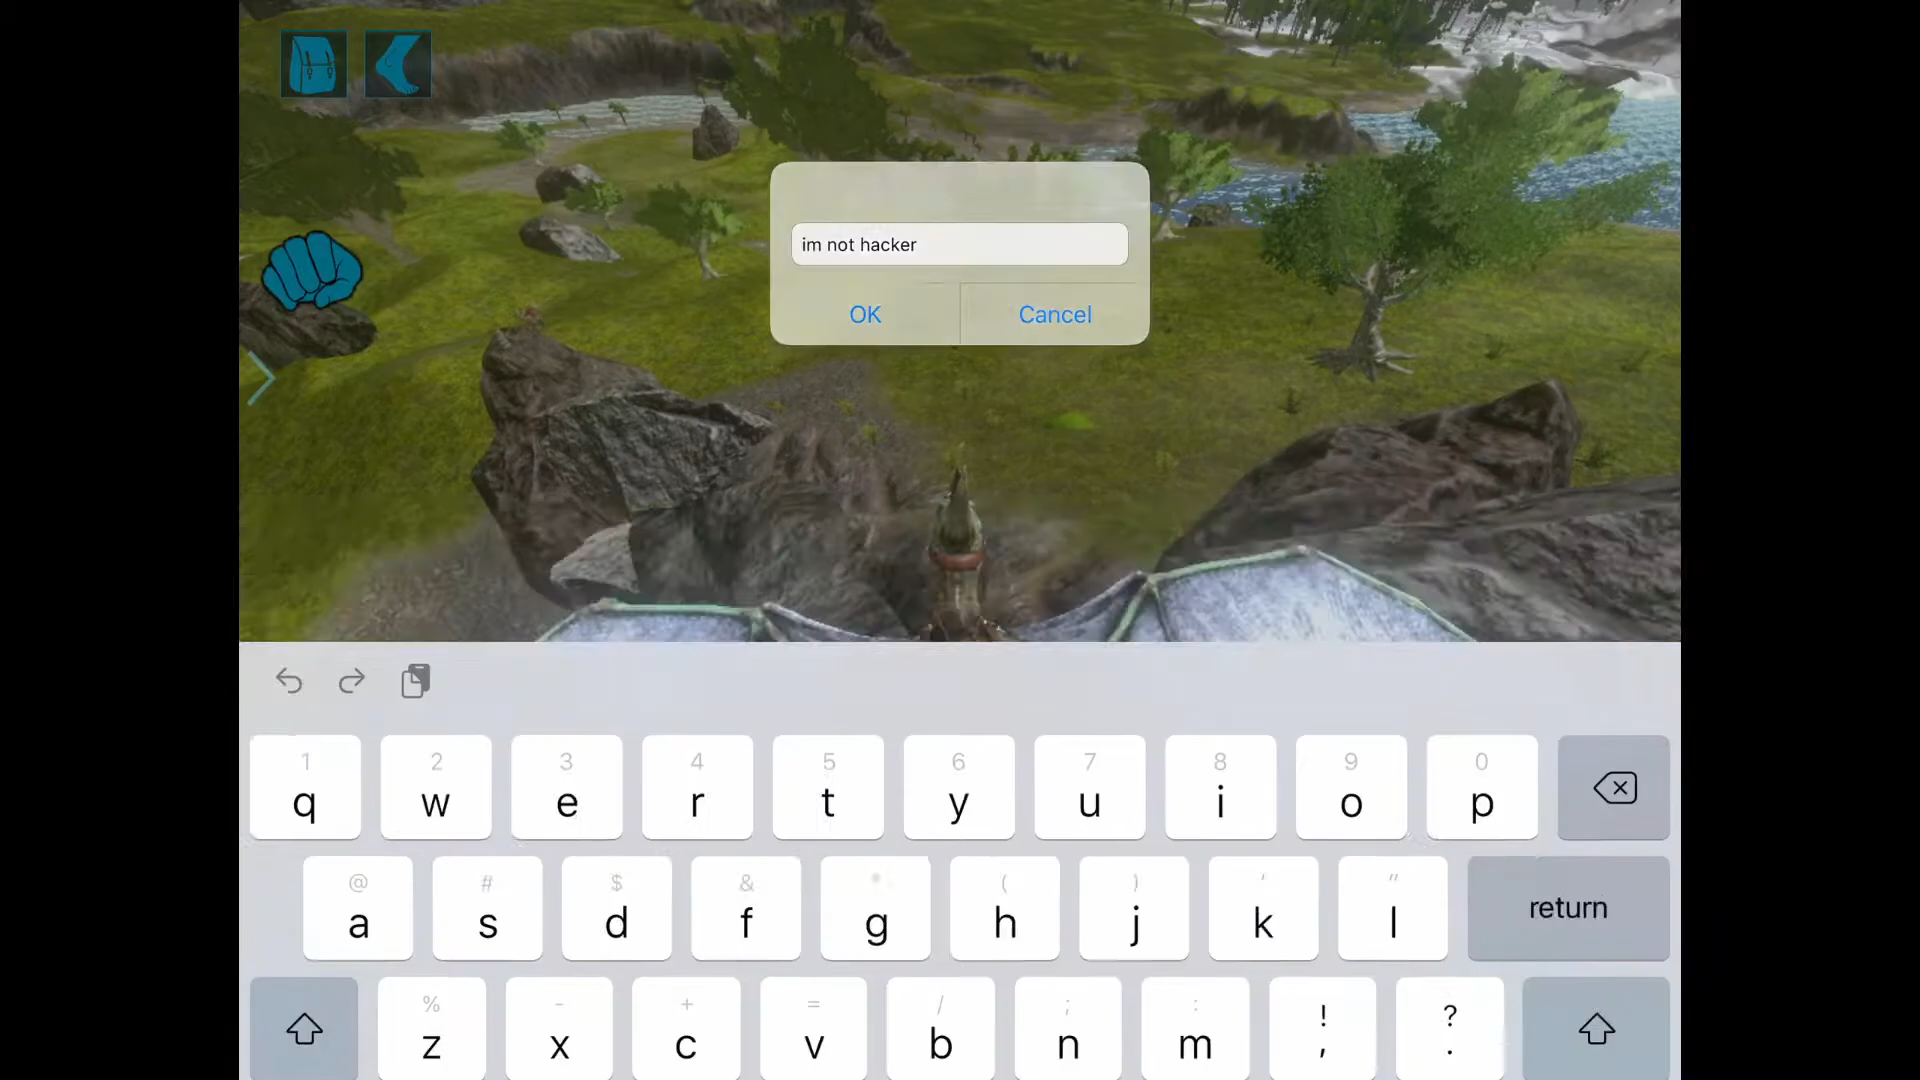 im not hacker
OK Cancel
1 2 3 4 5 6 7 8 9 0
q w e r t y u i o p
@ # $ & * ( ) ' "
a s d f g h j k l return
% - + = / ; : ! ?
z x c v b n m , .